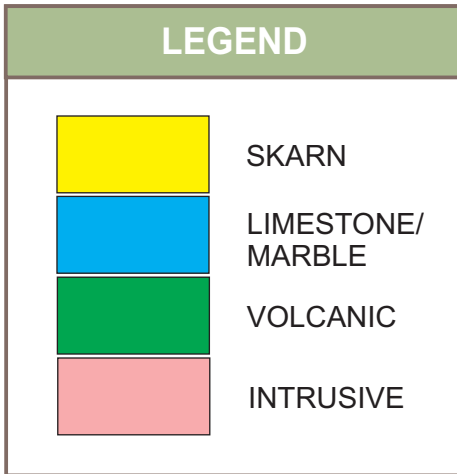 LEGEND
SKARN
LIMESTONE/
MARBLE
VOLCANIC
INTRUSIVE